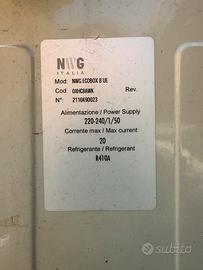 NWG
ITALIA
Mod: NWG ECOBOX 8 UE
Cod: 0XHC8AWK Rev.
N°: 2116K90023
Alimentazione / Power Supply
220-240/1/50
Corrente max / Max current
20
Refrigerante / Refrigerant
R410A
subito